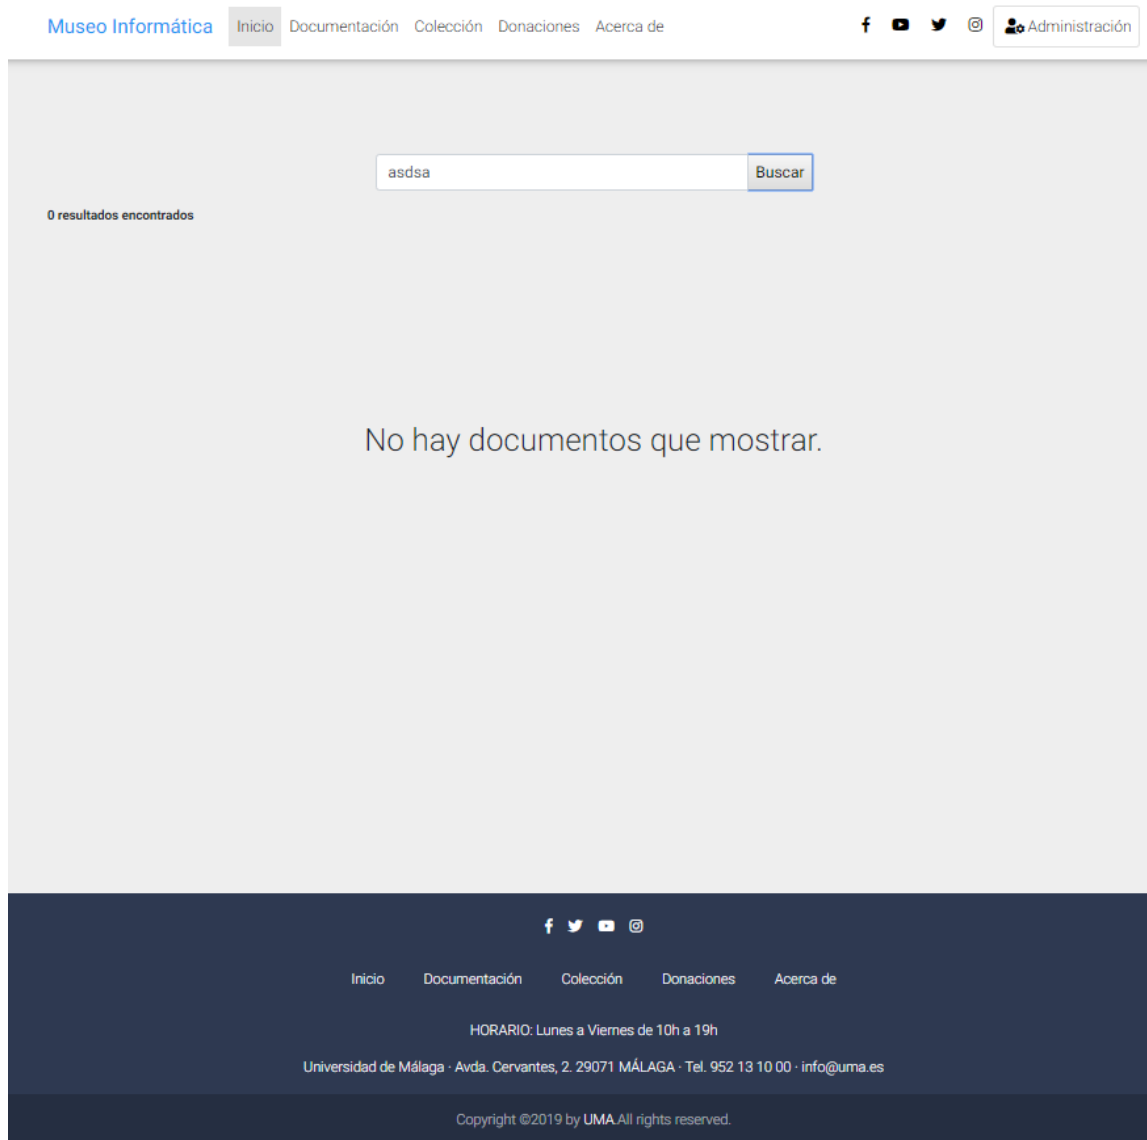 Museo Informática Inicio Documentación Colección Donaciones Acerca de Administración
asdsa Buscar
0 resultados encontrados
No hay documentos que mostrar.
Inicio Documentación Colección Donaciones Acerca de
HORARIO: Lunes a Viernes de 10h a 19h
Universidad de Málaga · Avda. Cervantes, 2. 29071 MÁLAGA · Tel. 952 13 10 00 · info@uma.es
Copyright ©2019 by UMA.All rights reserved.